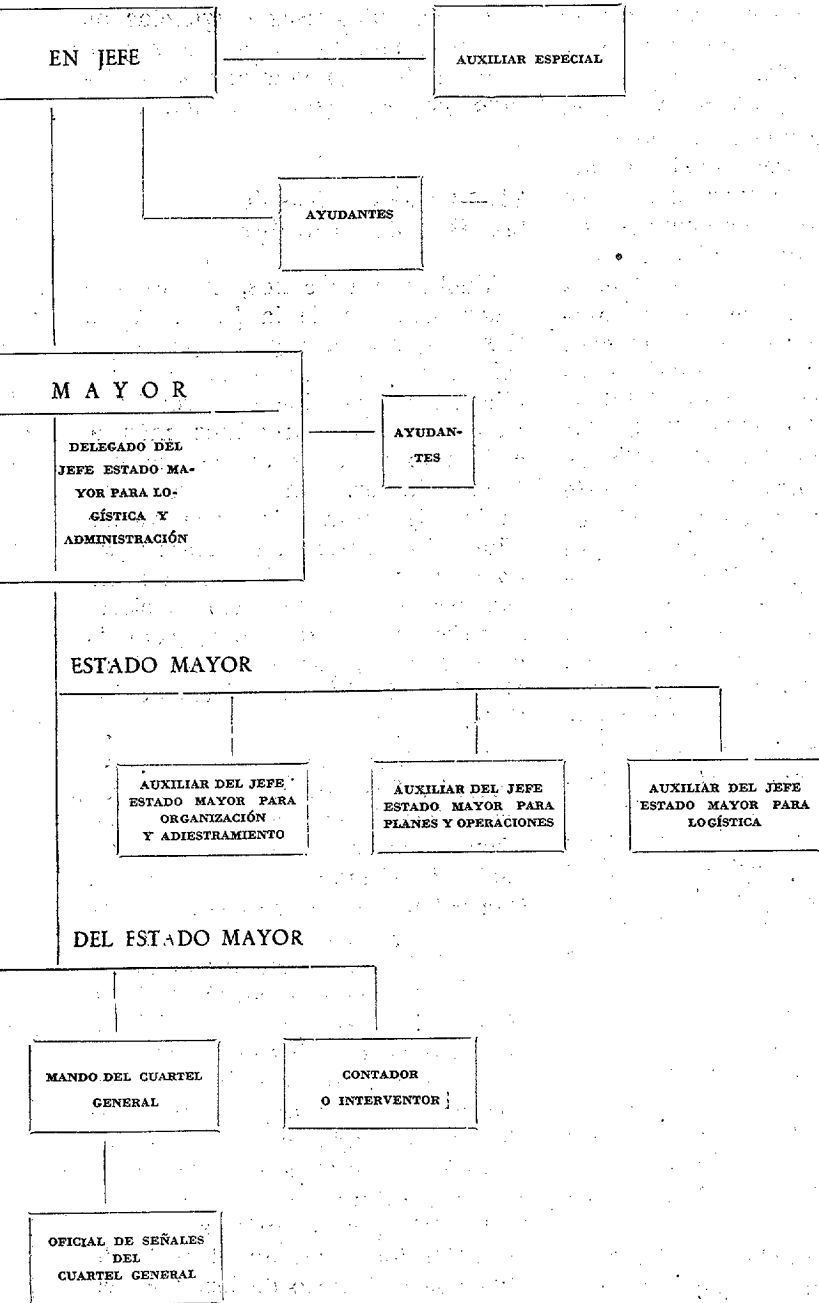 EN JEFE
AUXILIAR ESPECIAL
AYUDANTES
MAYOR
DELEGADO DEL
JEFE ESTADO MA-
YOR PARA LO-
GÍSTICA Y
ADMINISTRACIÓN
AYUDAN-
TES
ESTADO MAYOR
AUXILIAR DEL JEFE
ESTADO MAYOR PARA
ORGANIZACIÓN
Y ADIESTRAMIENTO
AUXILIAR DEL JEFE
ESTADO MAYOR PARA
PLANES Y OPERACIONES
AUXILIAR DEL JEFE
ESTADO MAYOR PARA
LOGÍSTICA
DEL ESTADO MAYOR
MANDO DEL CUARTEL
GENERAL
CONTADOR
O INTERVENTOR
OFICIAL DE SEÑALES
DEL
CUARTEL GENERAL